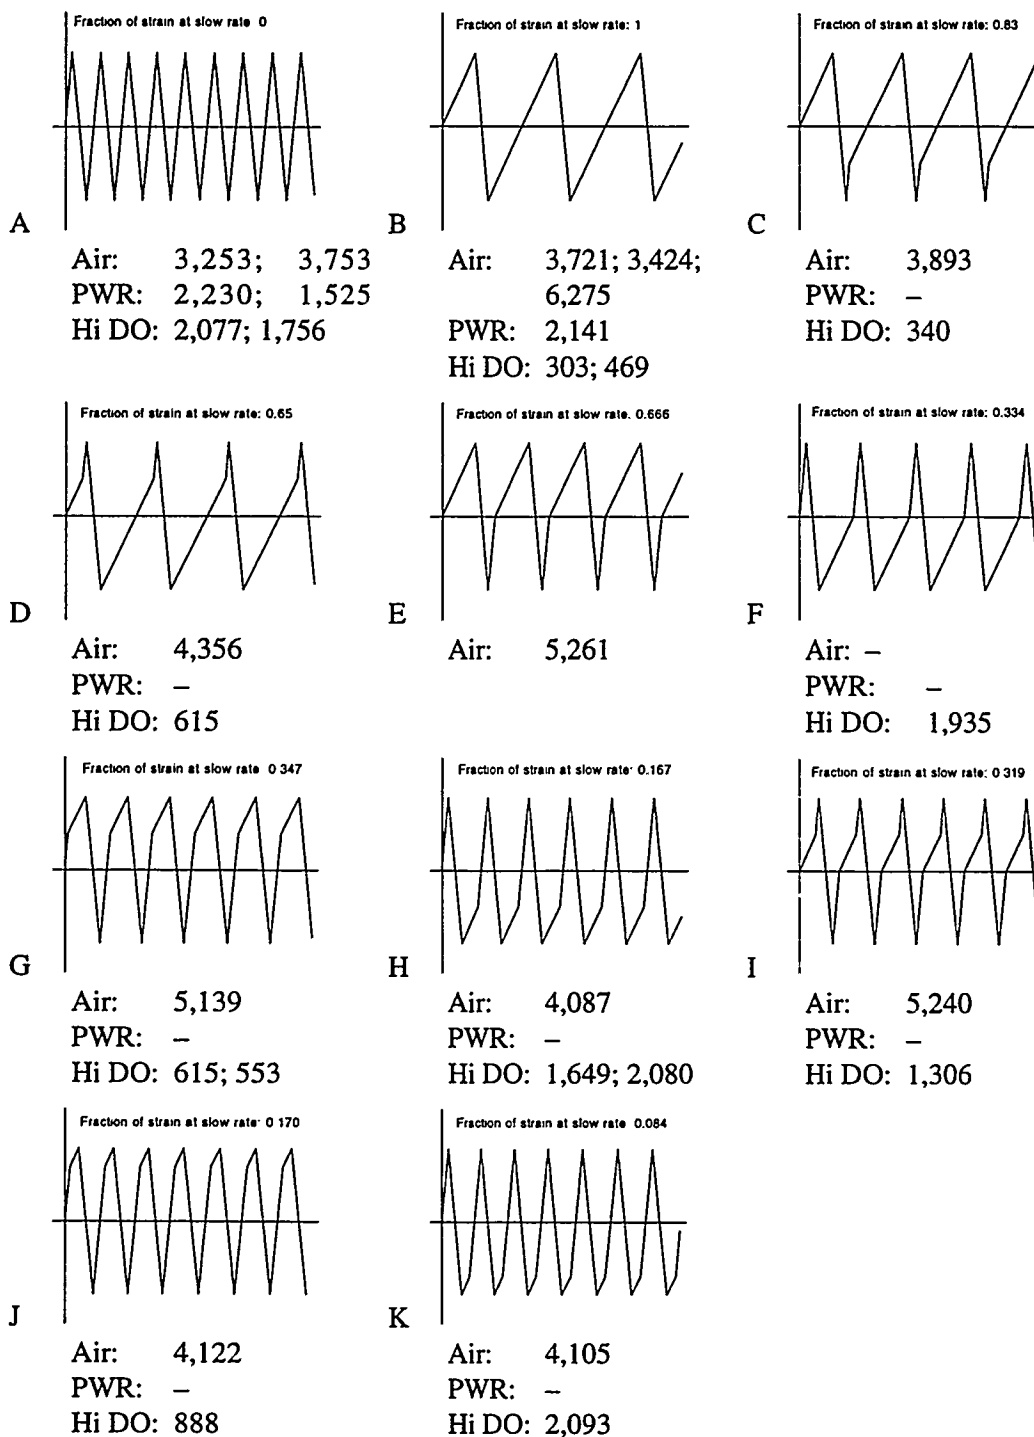 Fraction of strain at slow rate 0
A
Air: 3,253; 3,753
PWR: 2,230; 1,525
Hi DO: 2,077; 1,756
Fraction of strain at slow rate: 1
B
Air: 3,721; 3,424;
6,275
PWR: 2,141
Hi DO: 303; 469
Fraction of strain at slow rate: 0.83
C
Air: 3,893
PWR: –
Hi DO: 340
Fraction of strain at slow rate: 0.65
D
Air: 4,356
PWR: –
Hi DO: 615
Fraction of strain at slow rate. 0.666
E
Air: 5,261
Fraction of strain at slow rate: 0.334
F
Air: –
PWR: –
Hi DO: 1,935
Fraction of strain at slow rate 0 347
G
Air: 5,139
PWR: –
Hi DO: 615; 553
Fraction of strain at slow rate· 0.167
H
Air: 4,087
PWR: –
Hi DO: 1,649; 2,080
Fraction of strain at slow rate: 0 319
I
Air: 5,240
PWR: –
Hi DO: 1,306
Fraction of strain at slow rate· 0 170
J
Air: 4,122
PWR: –
Hi DO: 888
Fraction of strain at slow rate 0.084
K
Air: 4,105
PWR: –
Hi DO: 2,093